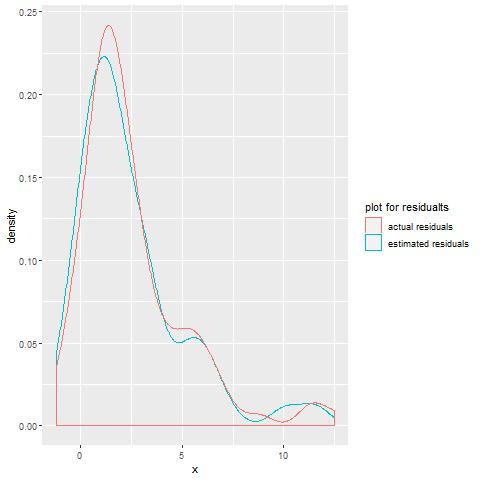 0.25
0.20
0.15
0.10
0.05
0.00
density
0
5
10
x
plot for residualts
actual residuals
estimated residuals